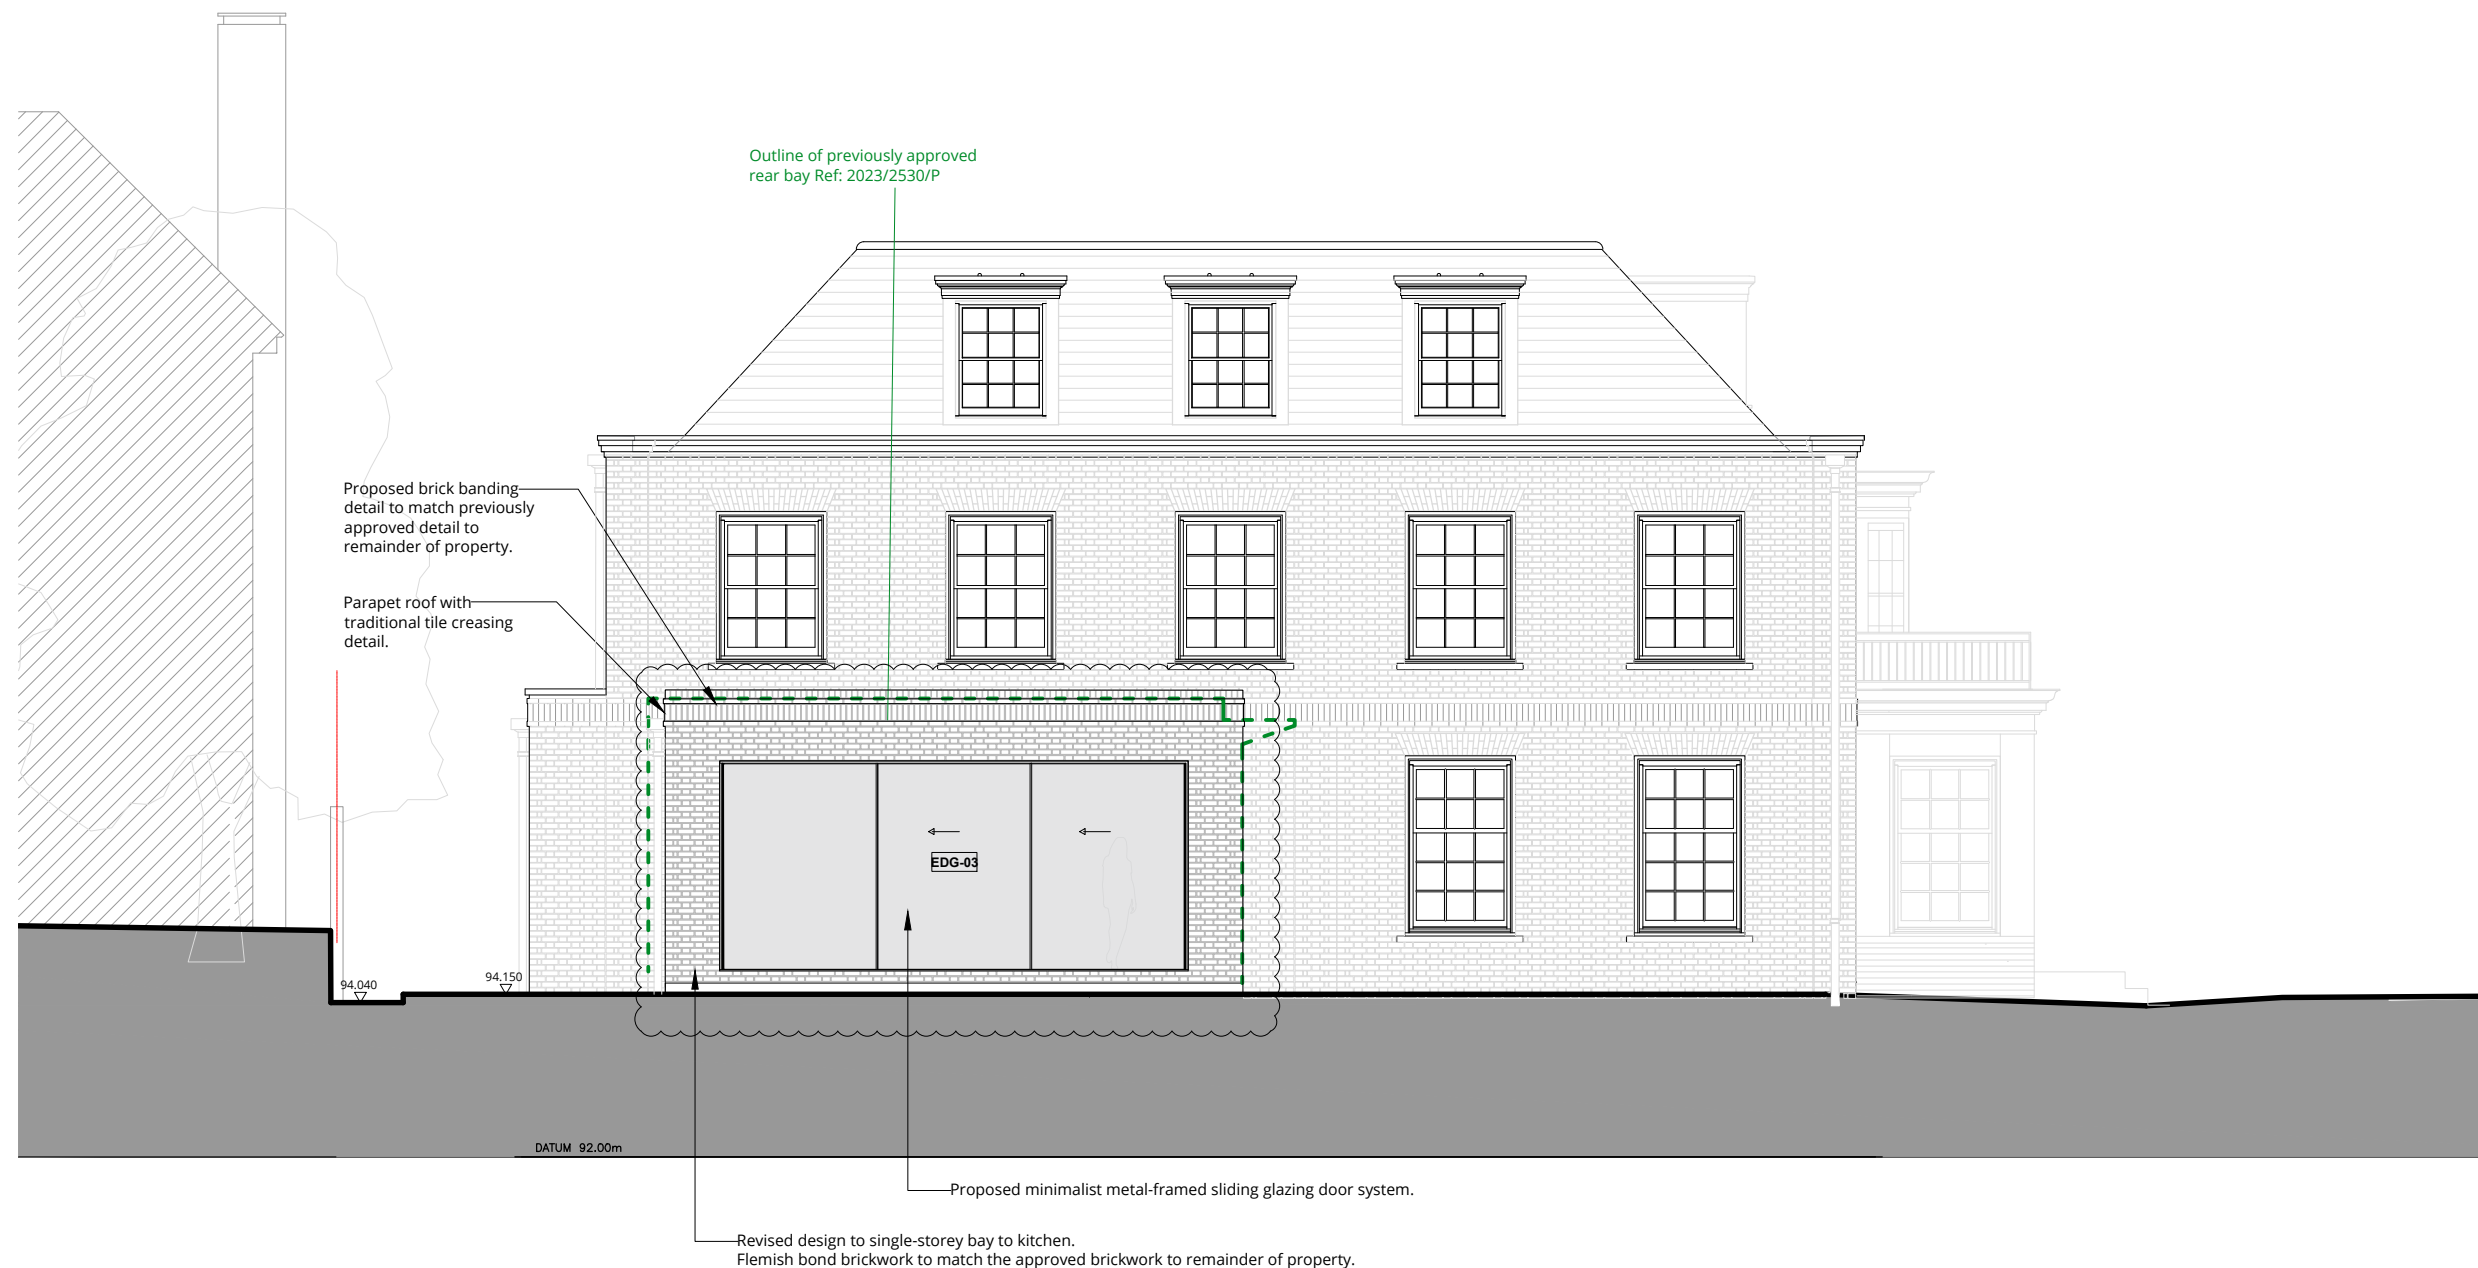 Outline of previously approved
rear bay Ref: 2023/2530/P
Proposed brick banding
detail to match previously
approved detail to
remainder of property.
Parapet roof with
traditional tile creasing
detail.
EDG-03
94.040
94.150
DATUM 92.00m
Proposed minimalist metal-framed sliding glazing door system.
Revised design to single-storey bay to kitchen.
Flemish bond brickwork to match the approved brickwork to remainder of property.